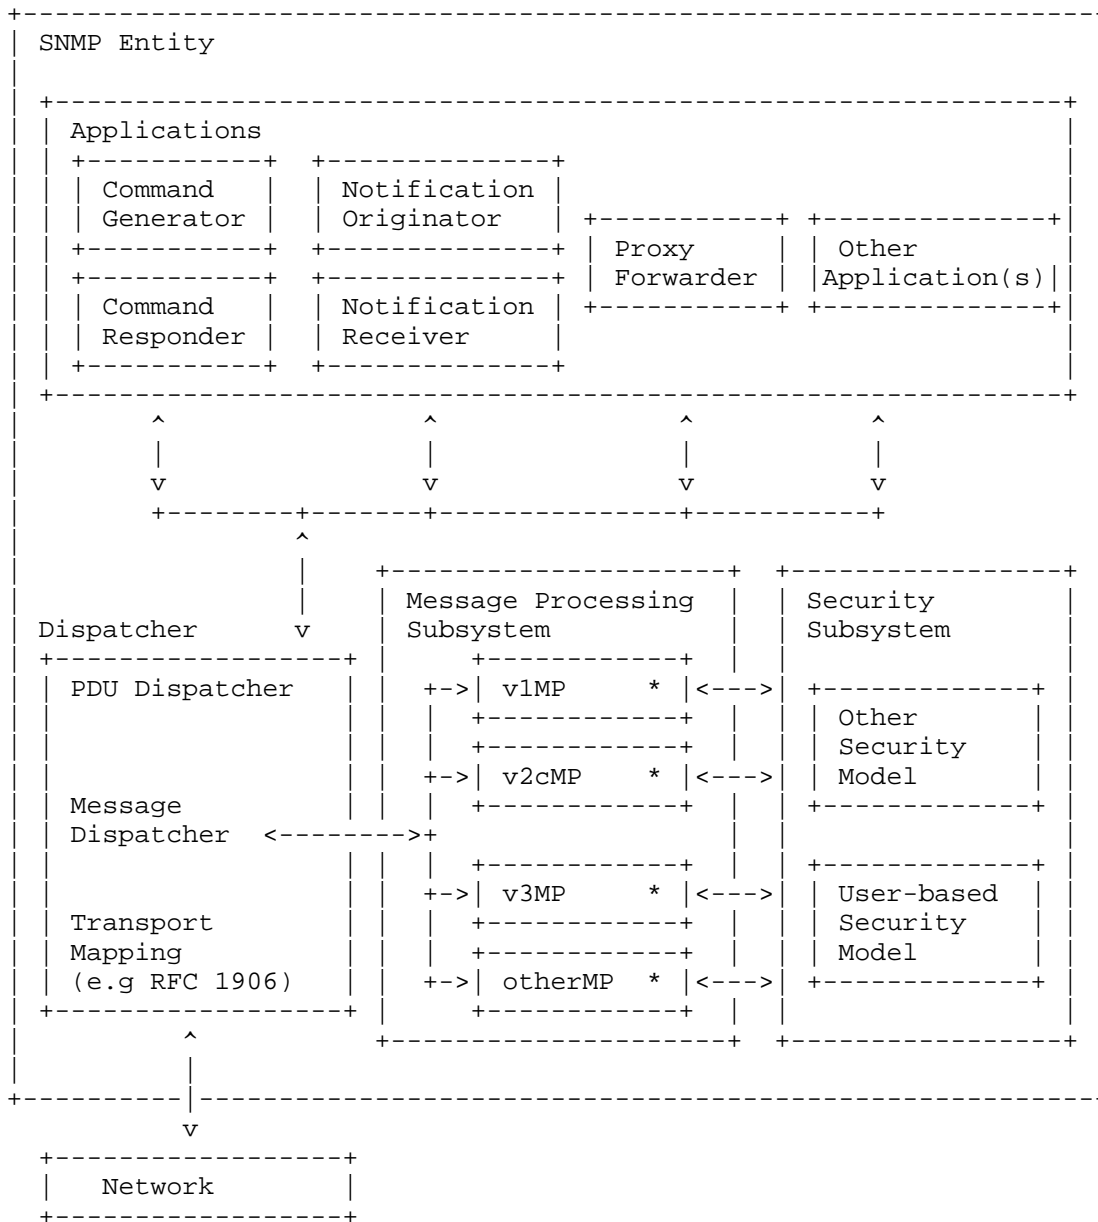 SNMP Entity
Applications
Command Generator
Notification Originator
Proxy Forwarder
Other Application(s)
Command Responder
Notification Receiver
Dispatcher
PDU Dispatcher
Message Dispatcher
Transport Mapping (e.g RFC 1906)
Message Processing Subsystem
v1MP *
v2cMP *
v3MP *
otherMP *
Security Subsystem
Other Security Model
User-based Security Model
Network